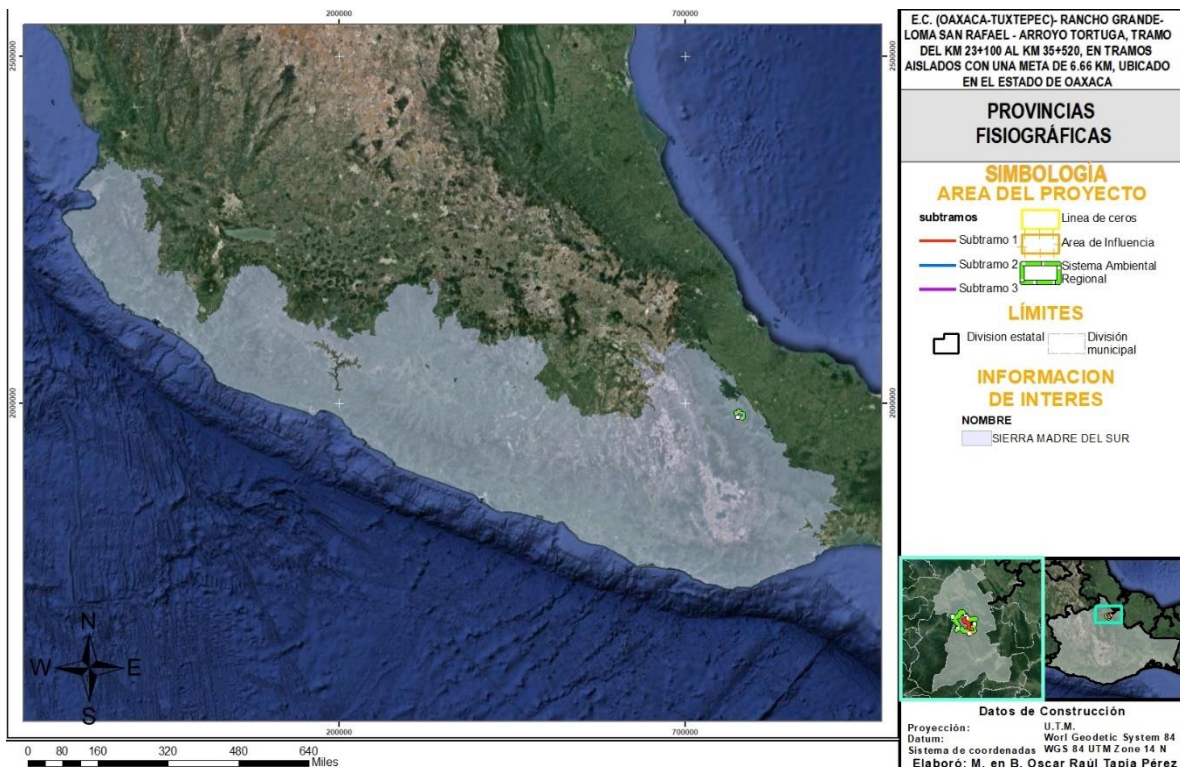 E.C. (OAXACA-TUXTEPEC)- RANCHO GRANDE-
LOMA SAN RAFAEL - ARROYO TORTUGA, TRAMO
DEL KM 23+100 AL KM 35+520, EN TRAMOS
AISLADOS CON UNA META DE 6.66 KM, UBICADO
EN EL ESTADO DE OAXACA
PROVINCIAS
FISIOGRÁFICAS
SIMBOLOGÌA
AREA DEL PROYECTO
subtramos
Subtramo 1
Subtramo 2
Subtramo 3
Linea de ceros
Area de Influencia
Sistema Ambiental
Regional
LÍMITES
Division estatal
División
municipal
INFORMACION
DE INTERES
NOMBRE
SIERRA MADRE DEL SUR
Datos de Construcción
Proyección: U.T.M.
Datum: Worl Geodetic System 84
Sistema de coordenadas WGS 84 UTM Zone 14 N
Elaboró: M. en B. Oscar Raúl Tapia Pérez
200000 700000
2500000 2500000
2000000 2000000
N
W E
S
200000 700000
0 80 160 320 480 640
Miles